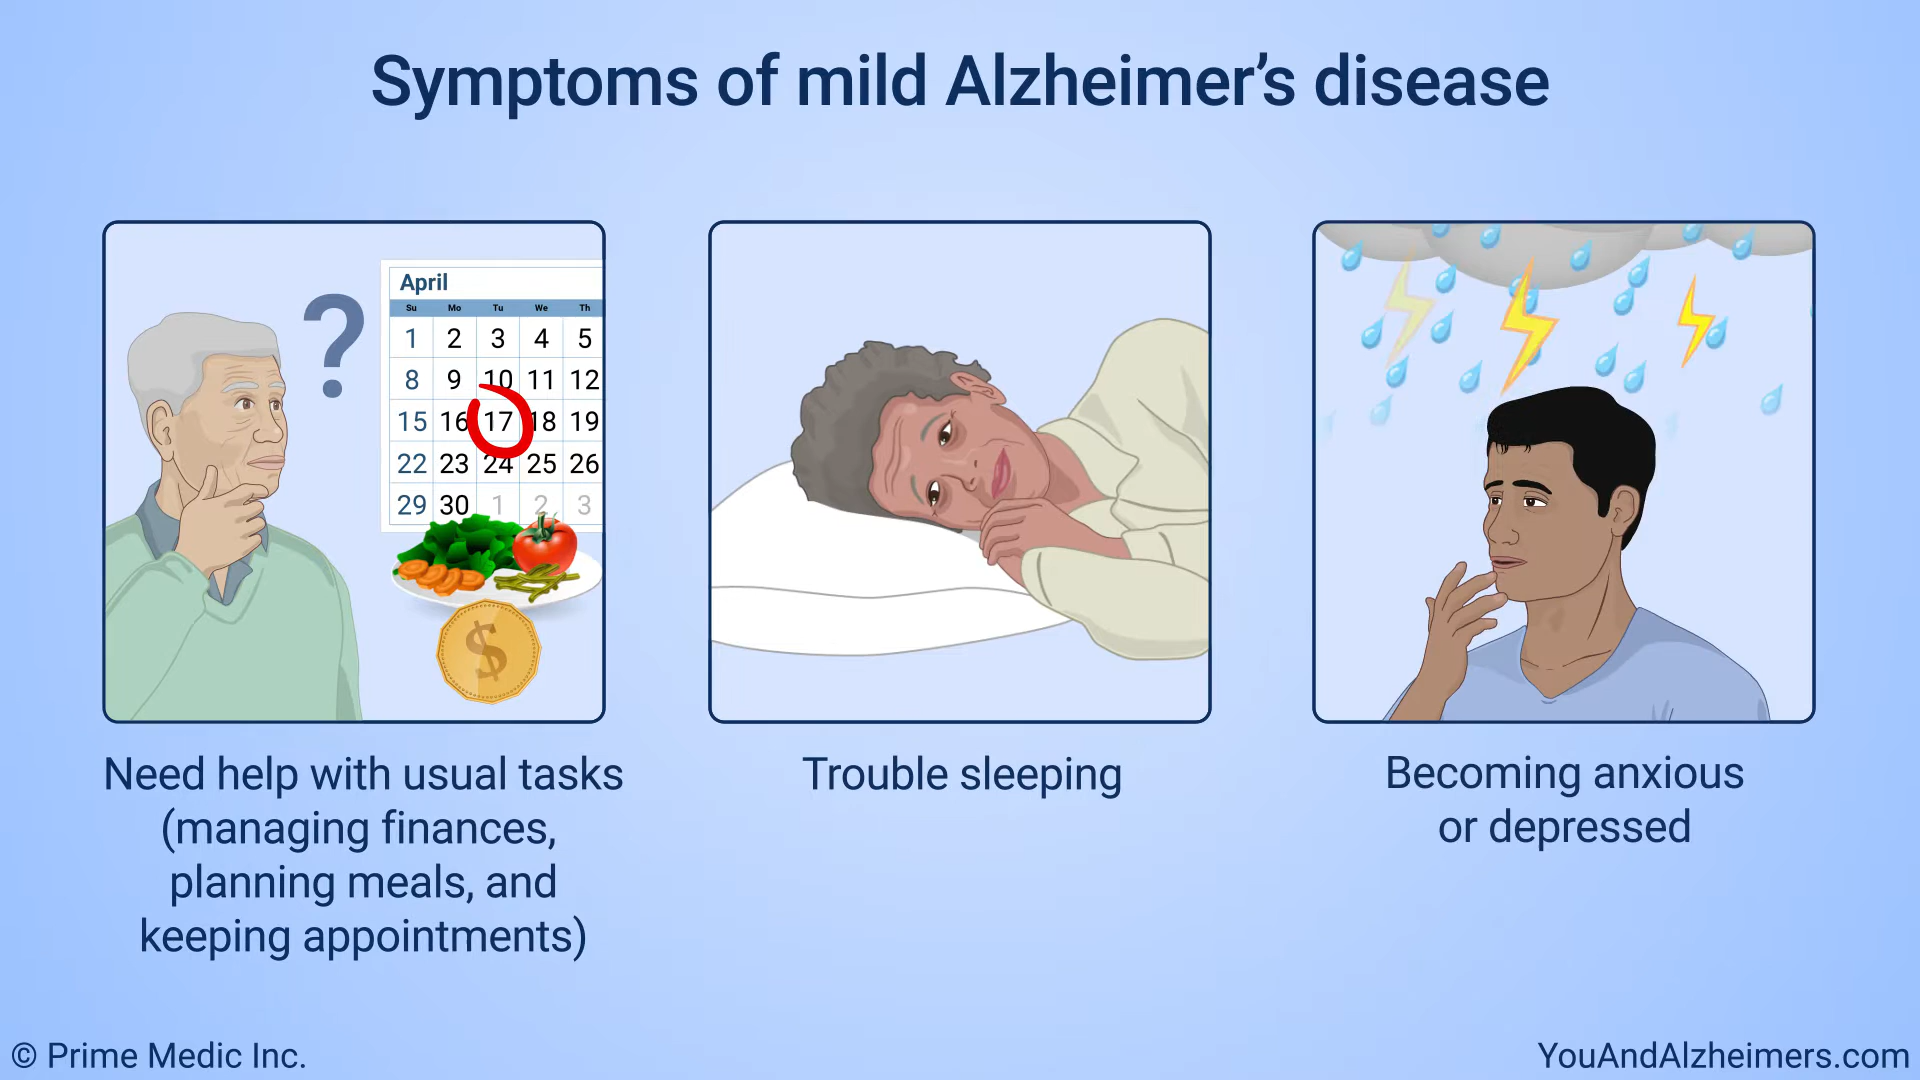 Symptoms of mild Alzheimer's disease
?
April
Su Mo Tu We Th
1 2 3 4 5
8 9 10 11 12
15 16 17 18 19
22 23 24 25 26
29 30 1 2 3
$
Need help with usual tasks
(managing finances,
planning meals, and
keeping appointments)
Trouble sleeping
Becoming anxious
or depressed
© Prime Medic Inc.
YouAndAlzheimers.com